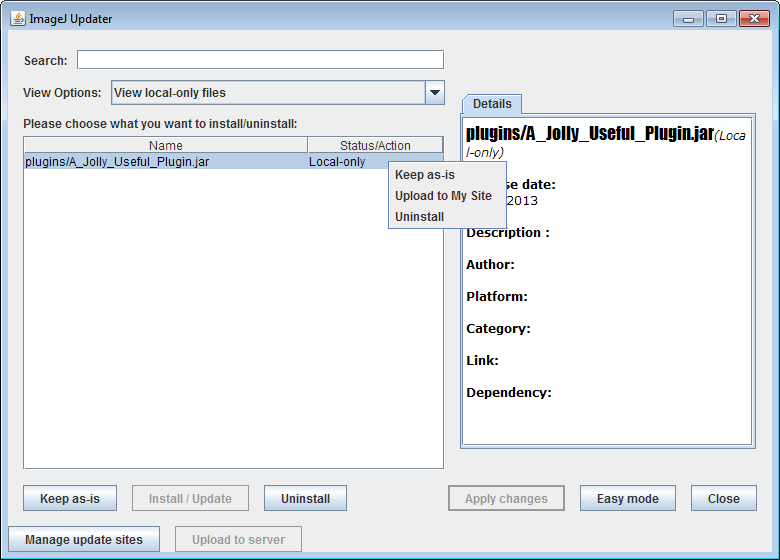 ImageJ Updater
Search:
View Options: View local-only files
Please choose what you want to install/uninstall:
Name Status/Action
plugins/A_Jolly_Useful_Plugin.jar Local-only
Keep as-is
Upload to My Site
Uninstall
Details
plugins/A_Jolly_Useful_Plugin.jar(Loca
l-only)
se date:
2013
Description :
Author:
Platform:
Category:
Link:
Dependency:
Keep as-is Install / Update Uninstall Apply changes Easy mode Close
Manage update sites Upload to server